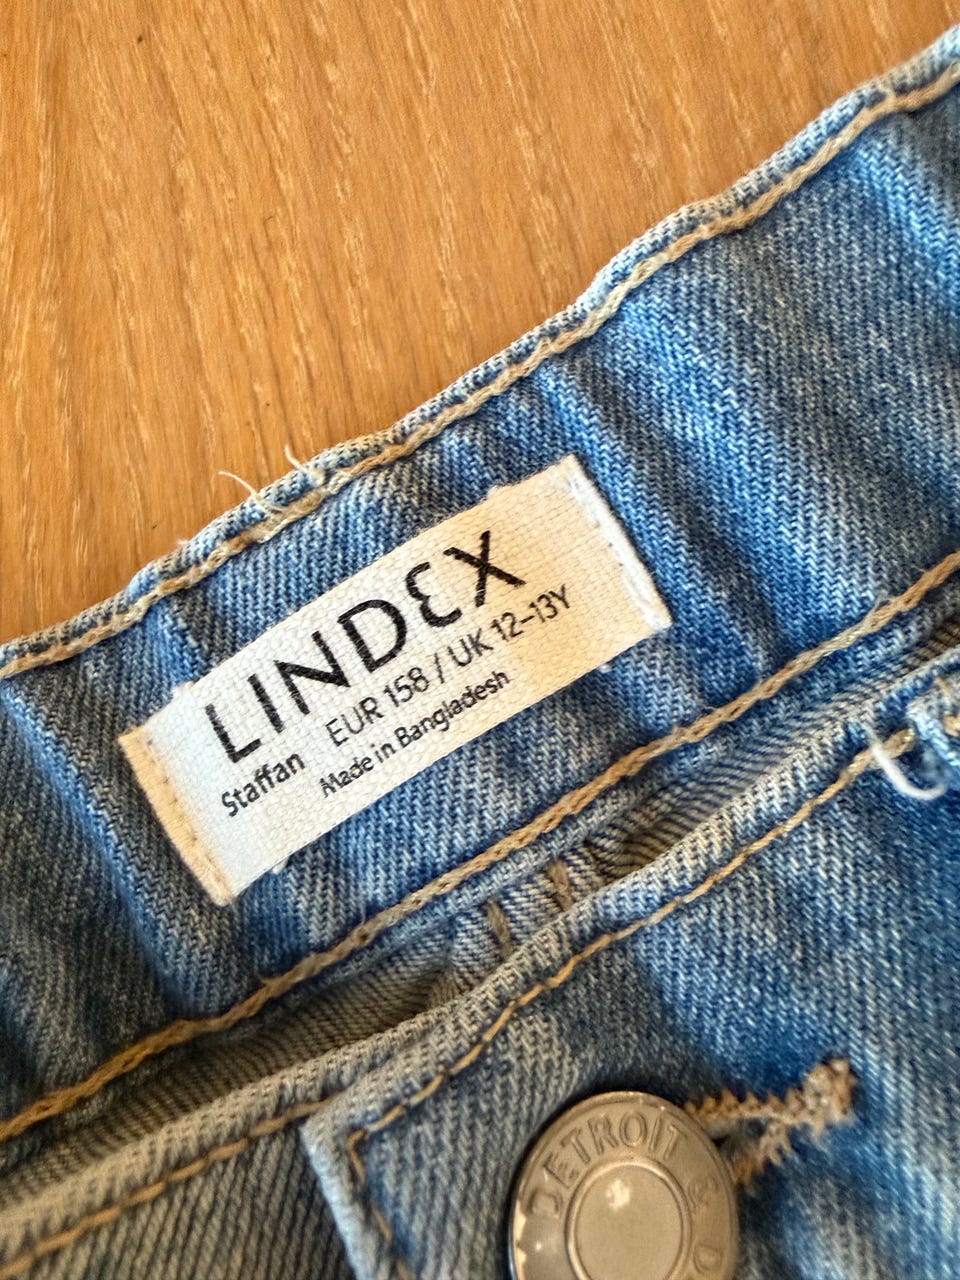 LINDEX
Staffan EUR 158 / UK 12-13Y
Made in Bangladesh
DETROIT & D